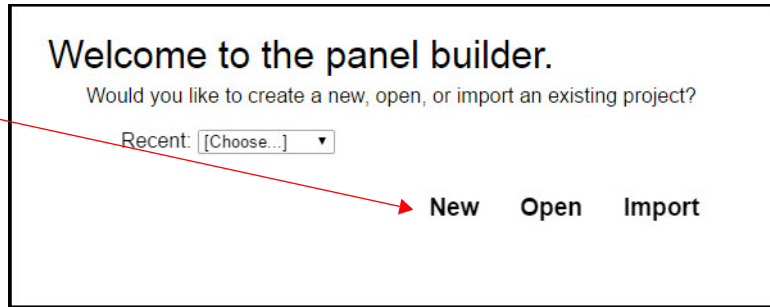 Welcome to the panel builder.
Would you like to create a new, open, or import an existing project?
Recent: [Choose...]
New Open Import